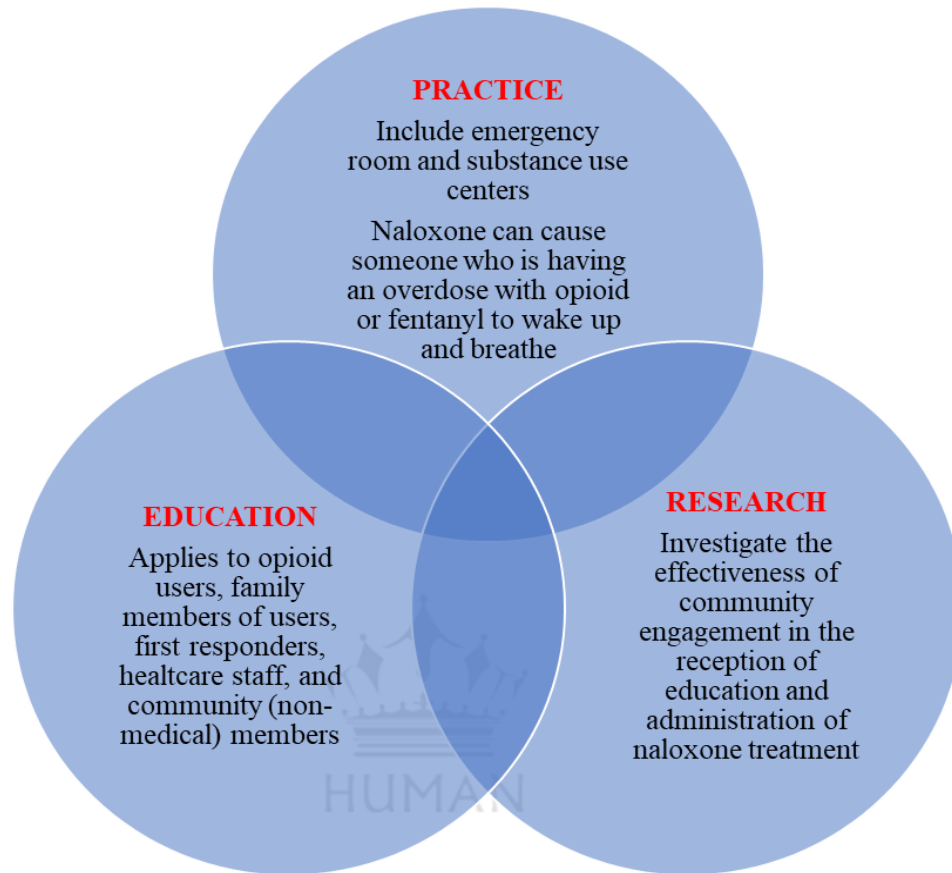 PRACTICE
Include emergency
room and substance use
centers
Naloxone can cause
someone who is having
an overdose with opioid
or fentanyl to wake up
and breathe
EDUCATION
Applies to opioid
users, family
members of users,
first responders,
healtcare staff, and
community (non-
medical) members
RESEARCH
Investigate the
effectiveness of
community
engagement in the
reception of
education and
administration of
naloxone treatment
HUMAN